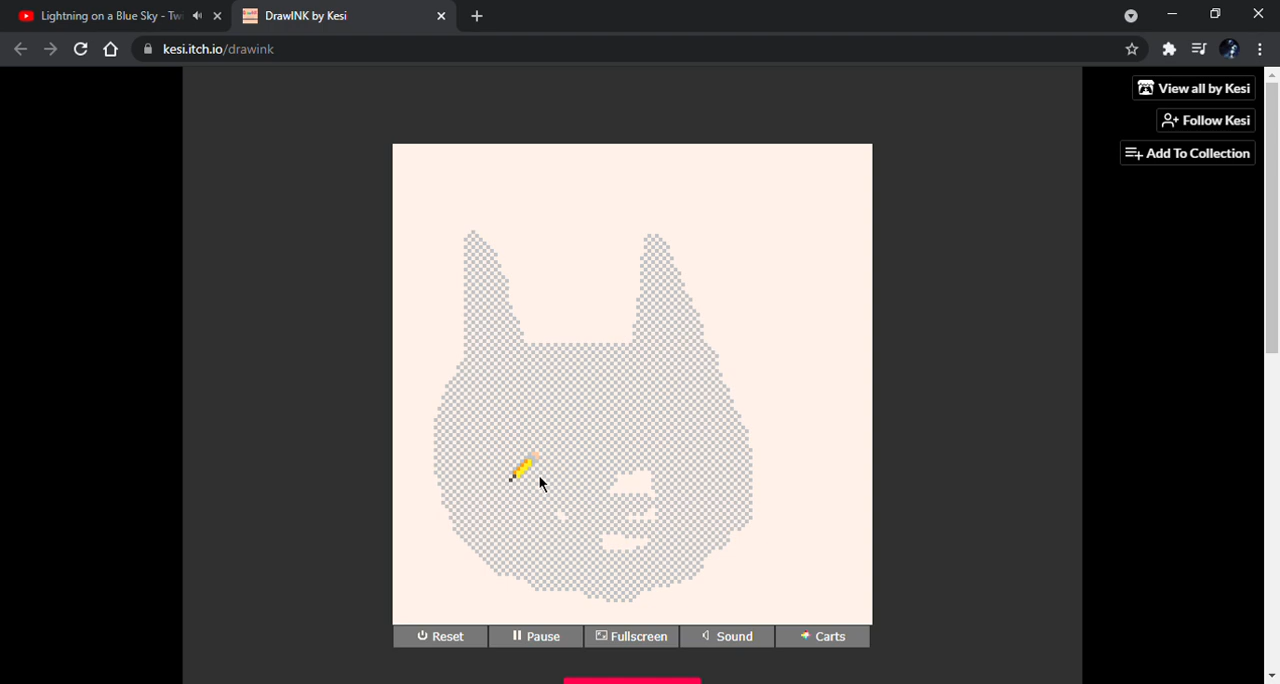 Lightning on a Blue Sky - Tw
DrawINK by Kesi
kesi.itch.io/drawink
View all by Kesi
Follow Kesi
Add To Collection
Reset
Pause
Fullscreen
Sound
Carts